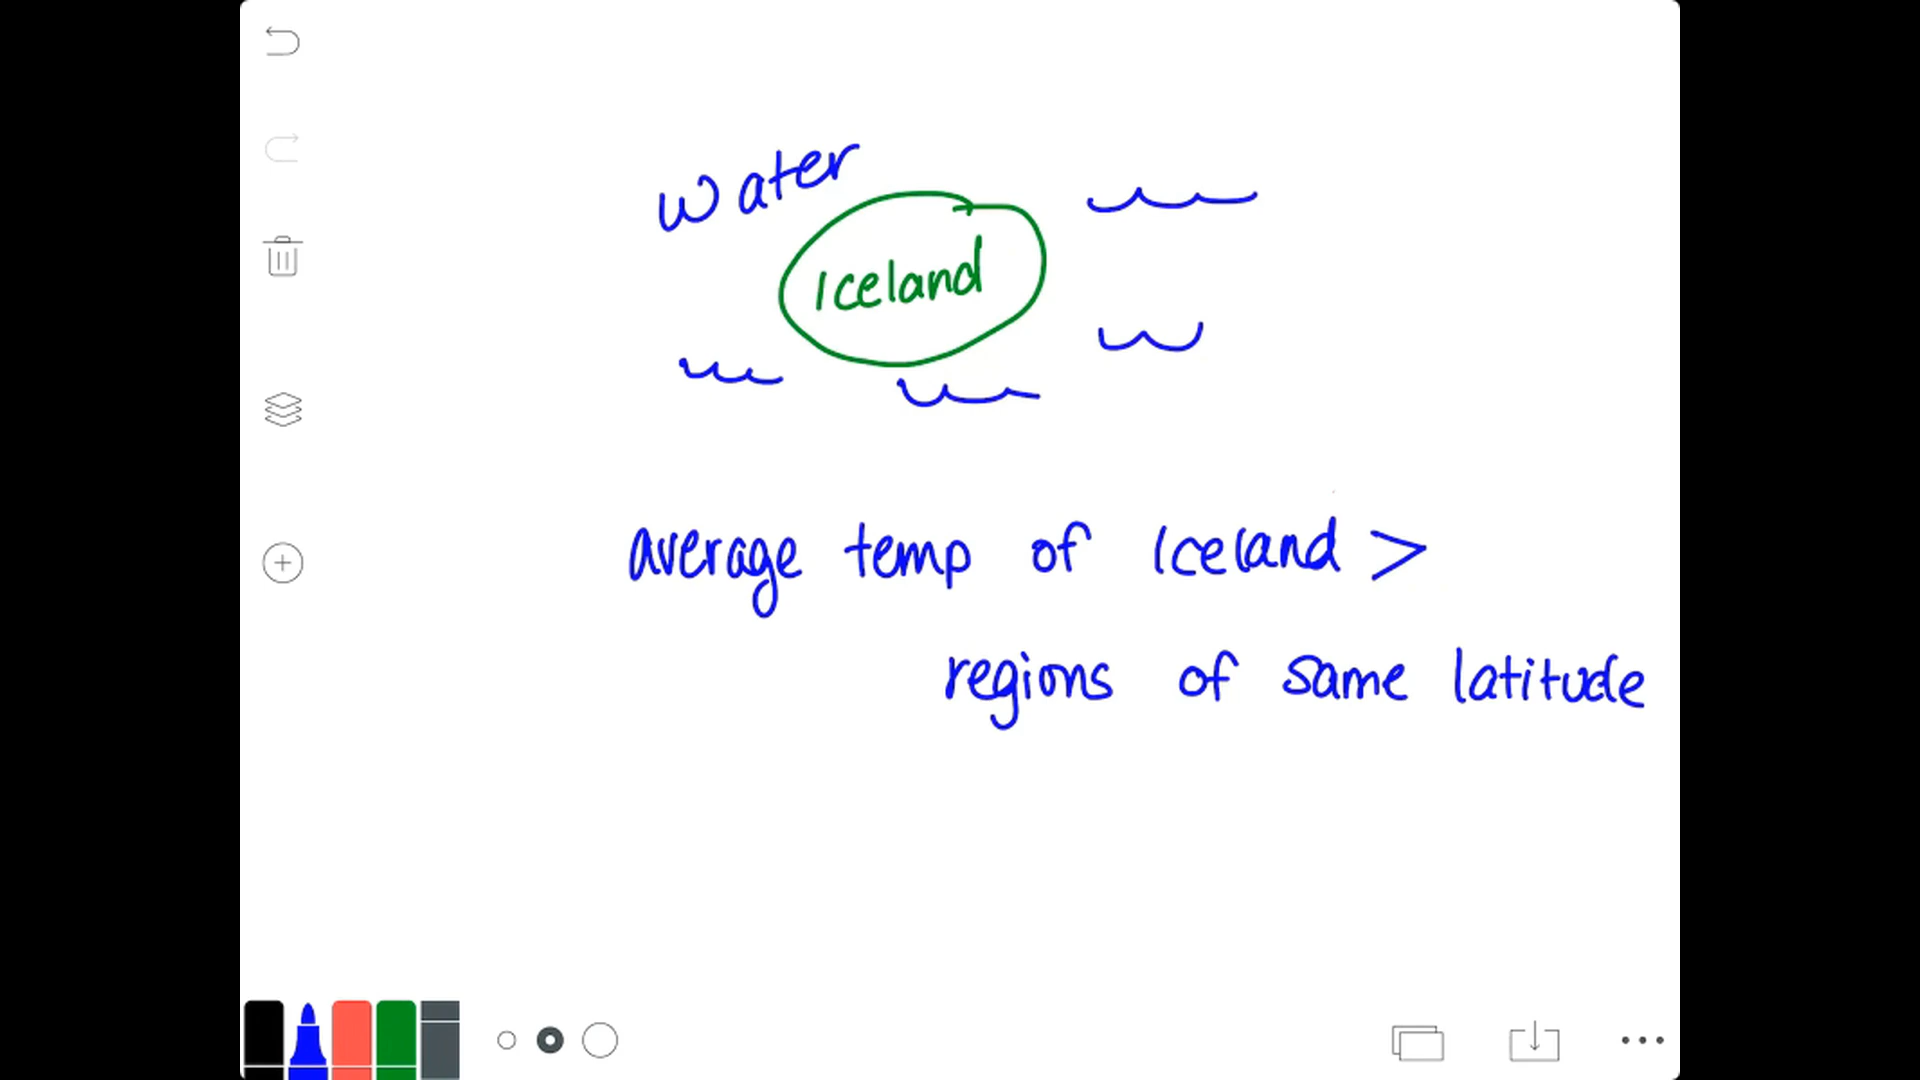 water
Iceland
average temp of Iceland >
regions of same latitude